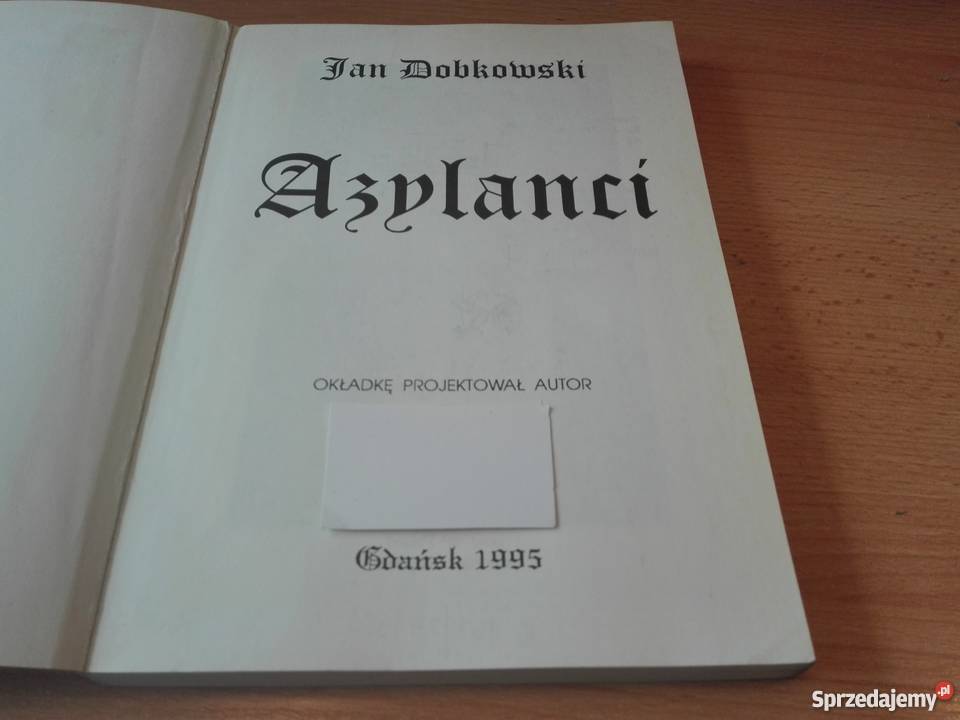 Jan Dobkowski
Azylanci
OKŁADKĘ PROJEKTOWAŁ AUTOR
Gdańsk 1995
Sprzedajemy.pl